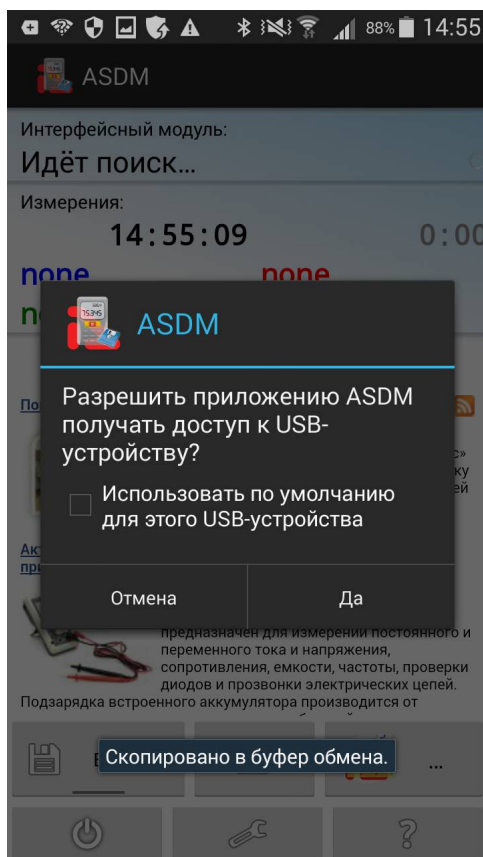 88% 14:55
ASDM
Интерфейсный модуль:
Идёт поиск...
Измерения:
14:55:09 0:00
none none
ASDM
Разрешить приложению ASDM
получать доступ к USB-
устройству?
Использовать по умолчанию
для этого USB-устройства
Отмена Да
предназначен для измерений постоянного и
переменного тока и напряжения,
сопротивления, емкости, частоты, проверки
диодов и прозвонки электрических цепей.
Подзарядка встроенного аккумулятора производится от
Скопировано в буфер обмена.
...
?